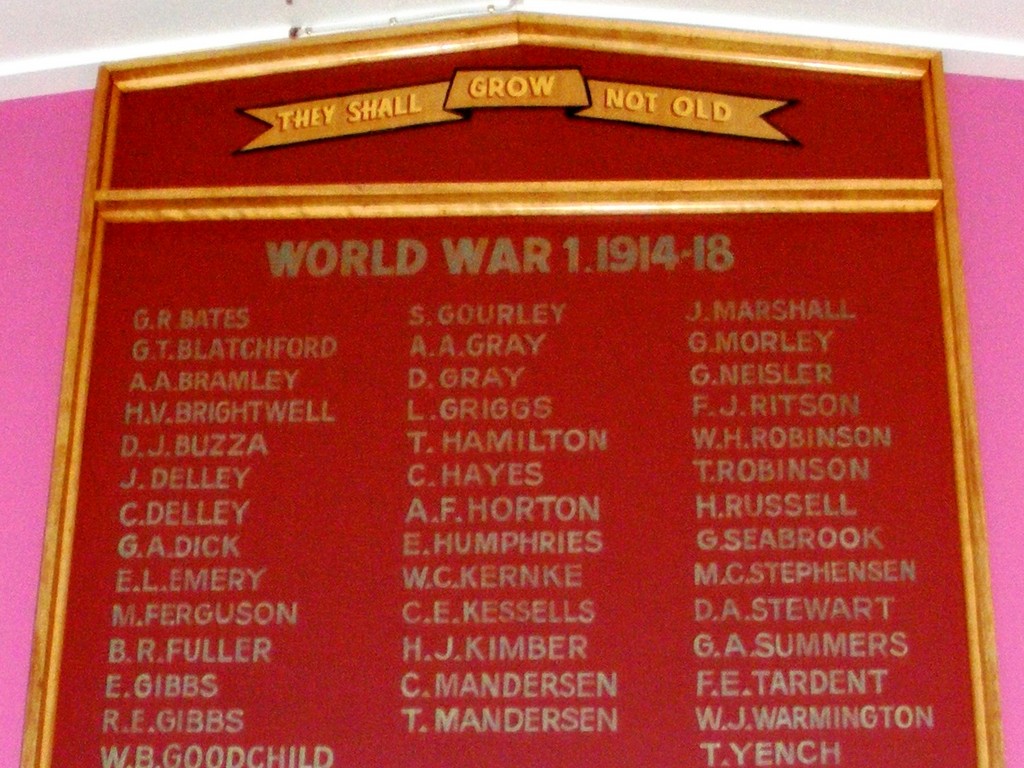 THEY SHALL GROW NOT OLD
WORLD WAR 1.1914-18
G.R.BATES
G.T.BLATCHFORD
A.A.BRAMLEY
H.V.BRIGHTWELL
D.J.BUZZA
J.DELLEY
C.DELLEY
G.A.DICK
E.L.EMERY
M.FERGUSON
B.R.FULLER
E.GIBBS
R.E.GIBBS
W.B.GOODCHILD
S.GOURLEY
A.A.GRAY
D.GRAY
L.GRIGGS
T.HAMILTON
C.HAYES
A.F.HORTON
E.HUMPHRIES
W.C.KERNKE
C.E.KESSELLS
H.J.KIMBER
C.MANDERSEN
T.MANDERSEN
J.MARSHALL
G.MORLEY
G.NEISLER
F.J.RITSON
W.H.ROBINSON
T.ROBINSON
H.RUSSELL
G.SEABROOK
M.C.STEPHENSEN
D.A.STEWART
G.A.SUMMERS
F.E.TARDENT
W.J.WARMINGTON
T.YENCH